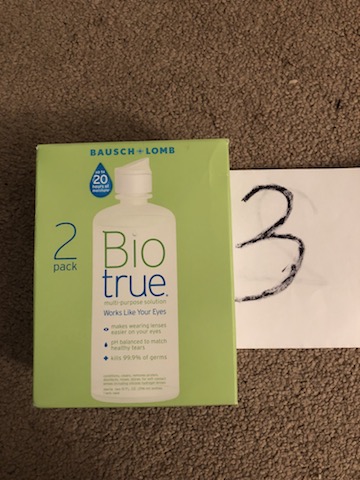 BAUSCH + LOMB
up to
20
hours of
moisture
2
pack
Bio
true
multi-purpose solution
Works Like Your Eyes
makes wearing lenses
easier on your eyes
pH balanced to match
healthy tears
kills 99.9% of germs
3